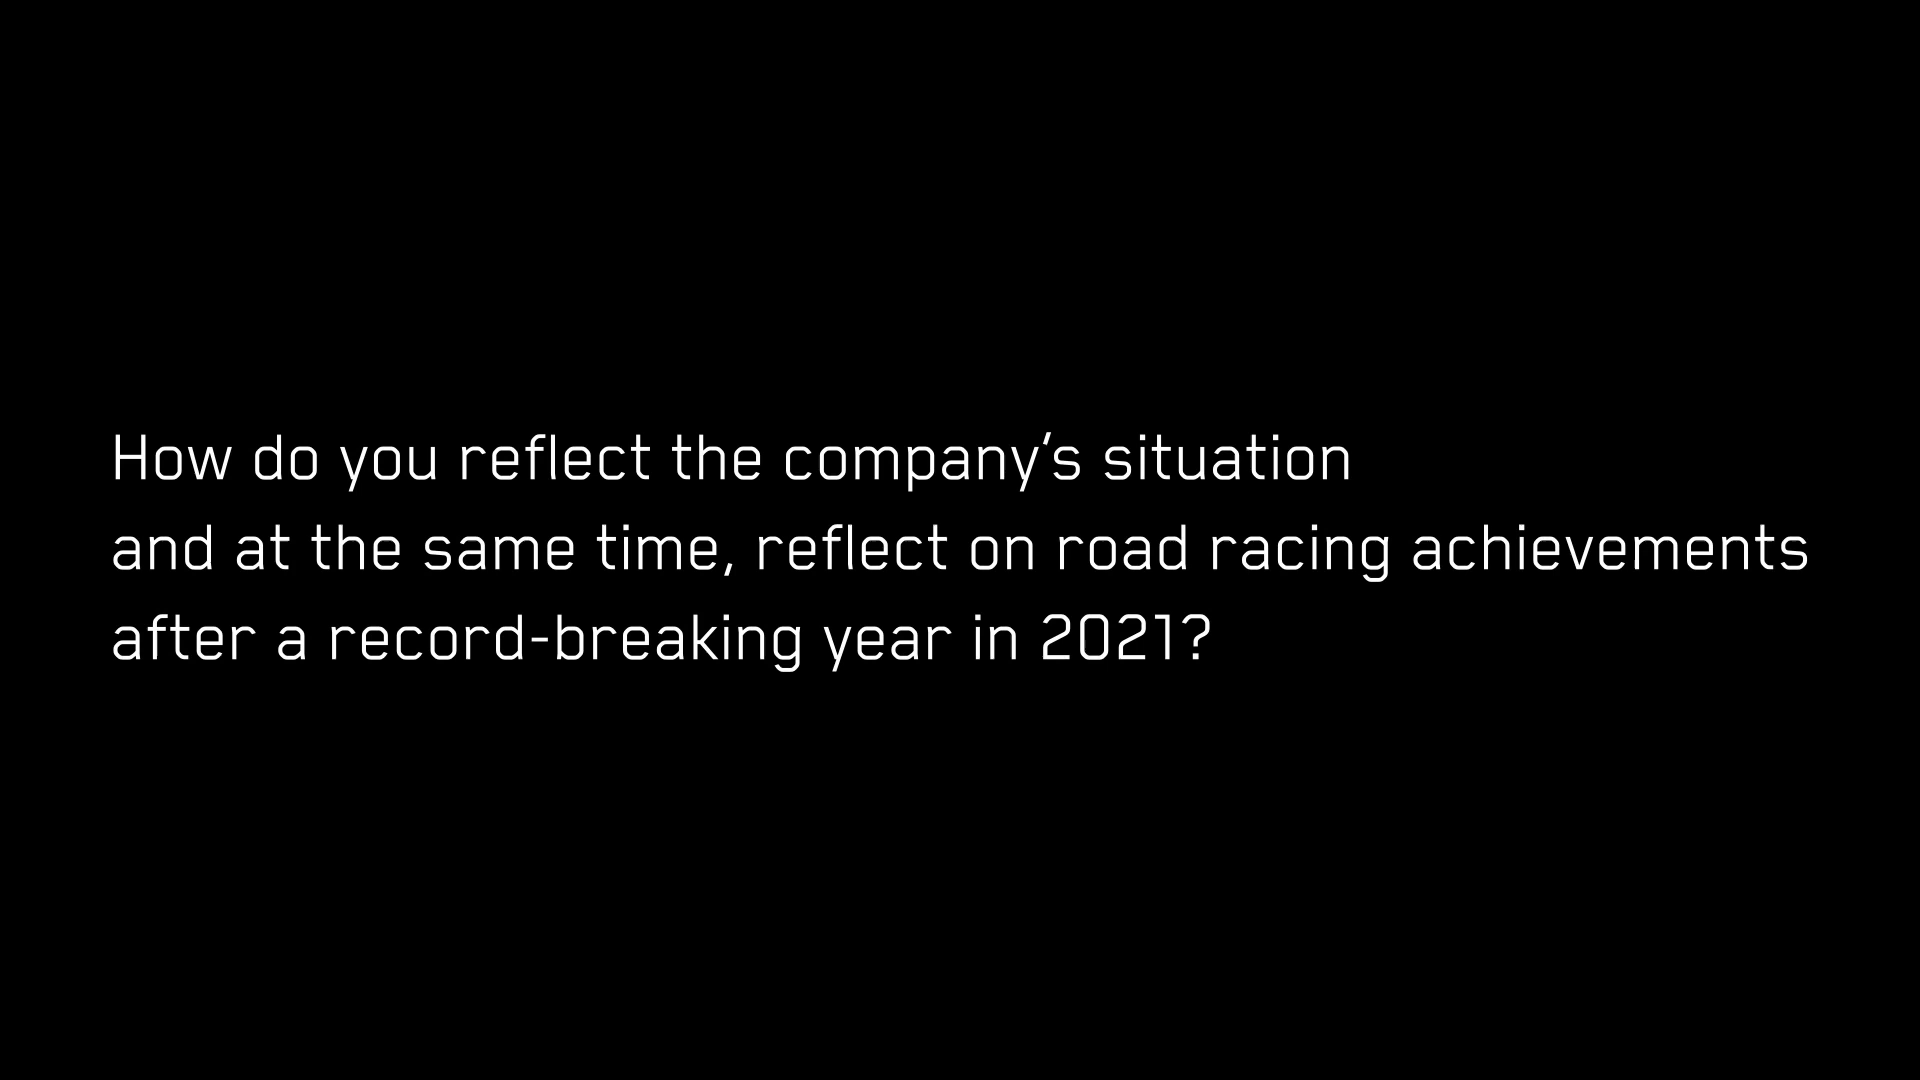 How do you reflect the company‘s situation
and at the same time, reflect on road racing achievements
after a record-breaking year in 2021?